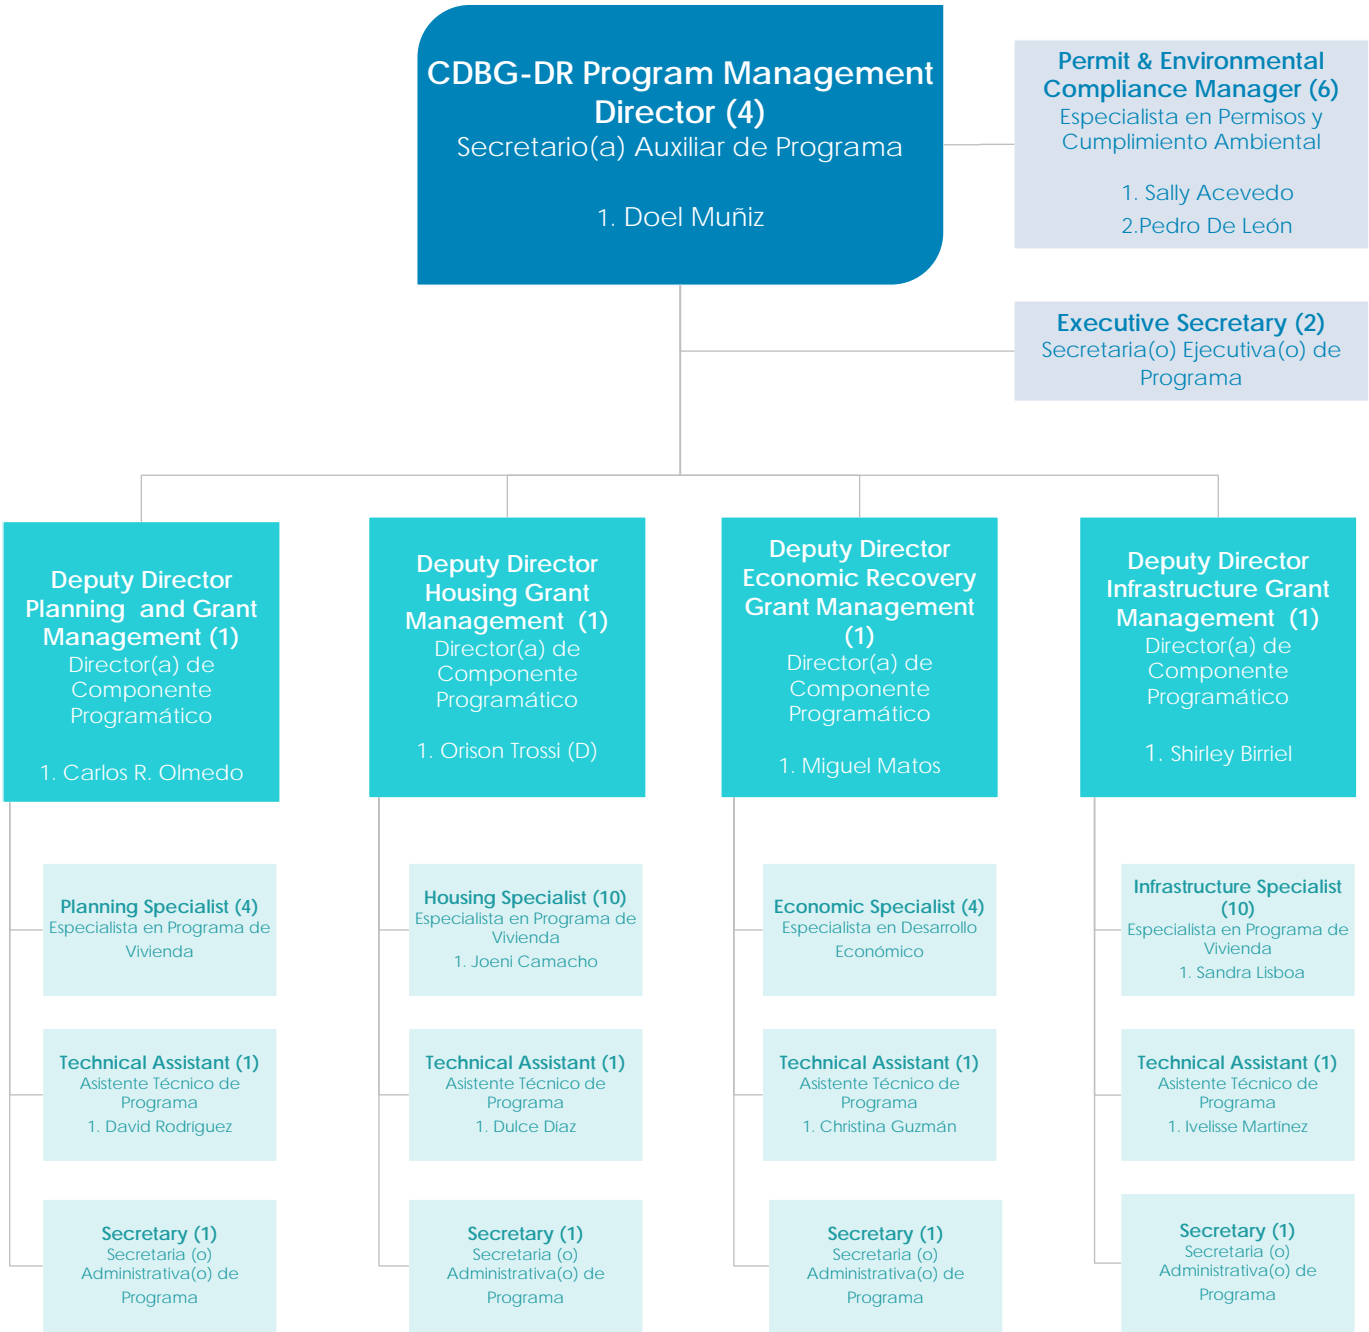 CDBG-DR Program Management
Director (4)
Secretario(a) Auxiliar de Programa
1. Doel Muñiz
Permit & Environmental
Compliance Manager (6)
Especialista en Permisos y
Cumplimiento Ambiental
1. Sally Acevedo
2.Pedro De León
Executive Secretary (2)
Secretaria(o) Ejecutiva(o) de
Programa
Deputy Director
Planning and Grant
Management (1)
Director(a) de
Componente
Programático
1. Carlos R. Olmedo
Deputy Director
Housing Grant
Management (1)
Director(a) de
Componente
Programático
1. Orison Trossi (D)
Deputy Director
Economic Recovery
Grant Management
(1)
Director(a) de
Componente
Programático
1. Miguel Matos
Deputy Director
Infrastructure Grant
Management (1)
Director(a) de
Componente
Programático
1. Shirley Birriel
Planning Specialist (4)
Especialista en Programa de
Vivienda
Housing Specialist (10)
Especialista en Programa de
Vivienda
1. Joeni Camacho
Economic Specialist (4)
Especialista en Desarrollo
Económico
Infrastructure Specialist
(10)
Especialista en Programa de
Vivienda
1. Sandra Lisboa
Technical Assistant (1)
Asistente Técnico de
Programa
1. David Rodríguez
Technical Assistant (1)
Asistente Técnico de
Programa
1. Dulce Díaz
Technical Assistant (1)
Asistente Técnico de
Programa
1. Christina Guzmán
Technical Assistant (1)
Asistente Técnico de
Programa
1. Ivelisse Martínez
Secretary (1)
Secretaria (o)
Administrativa(o) de
Programa
Secretary (1)
Secretaria (o)
Administrativa(o) de
Programa
Secretary (1)
Secretaria (o)
Administrativa(o) de
Programa
Secretary (1)
Secretaria (o)
Administrativa(o) de
Programa